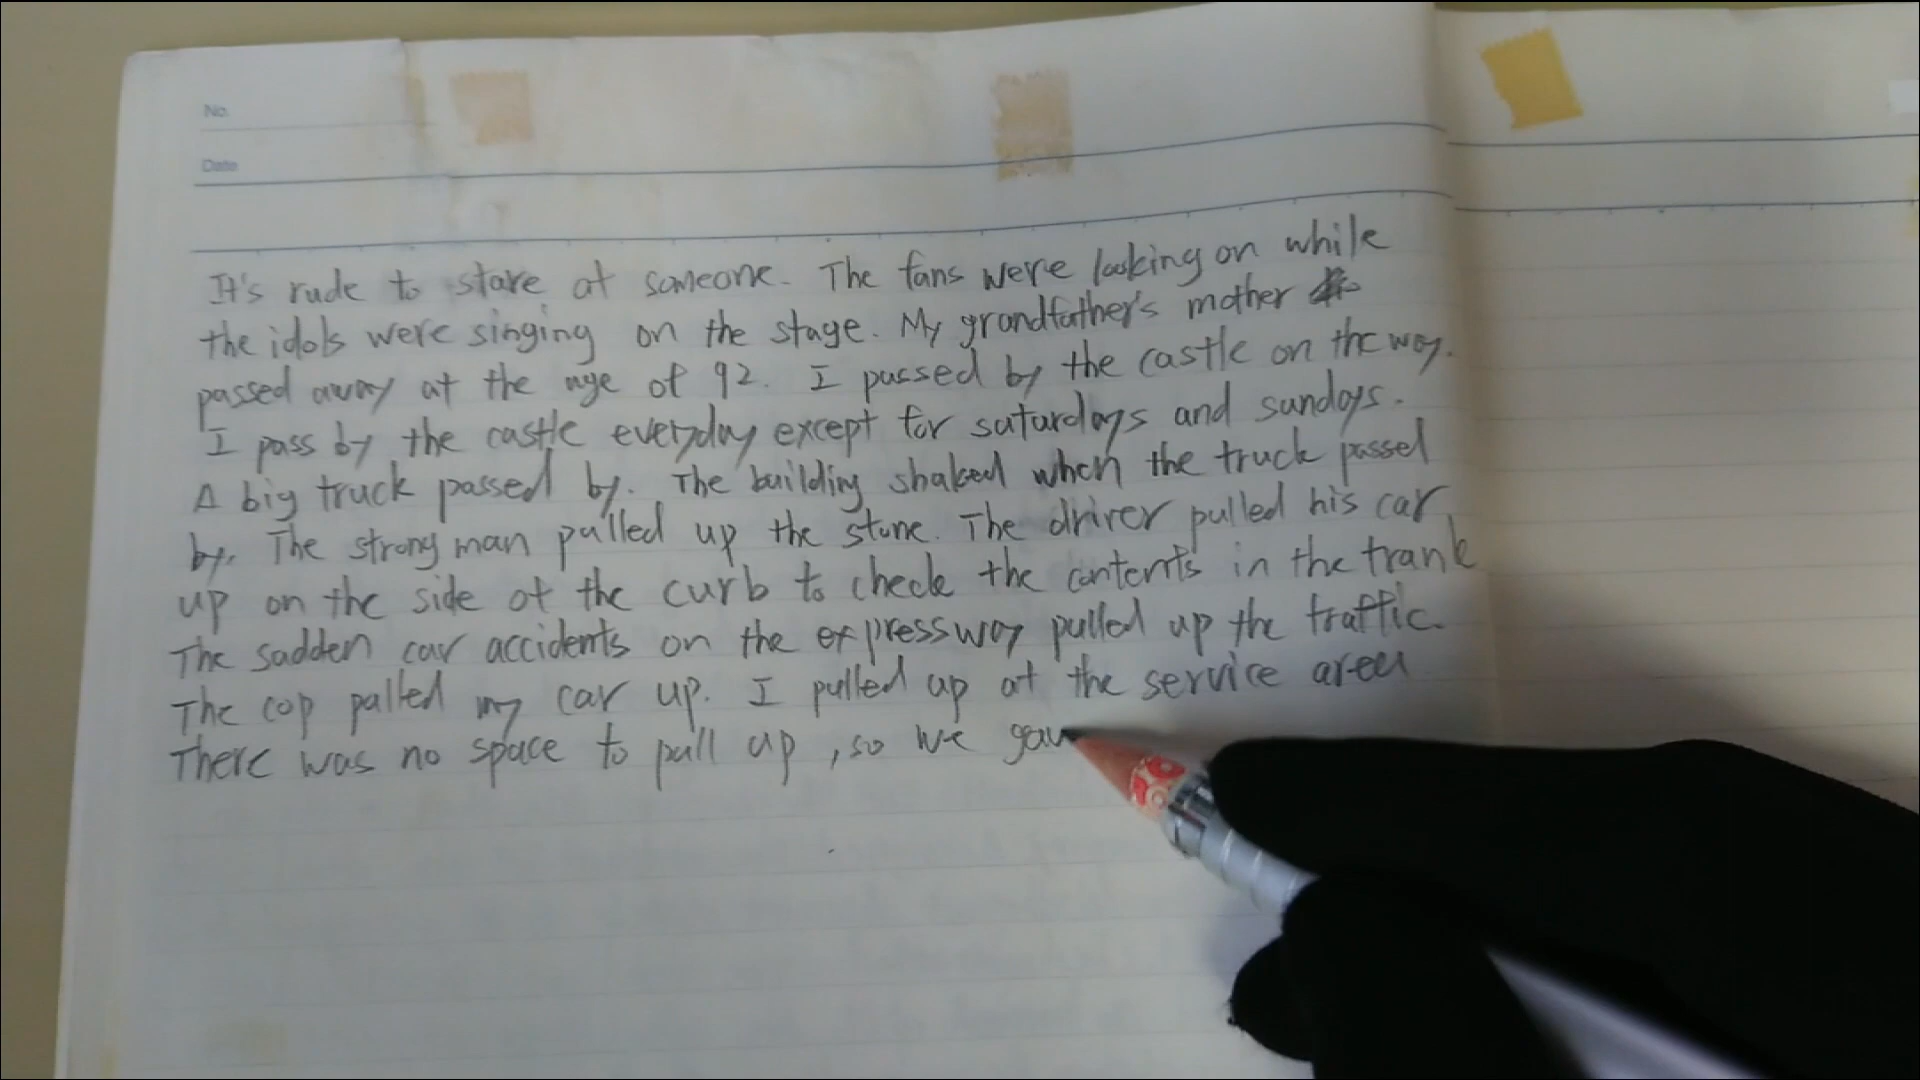 No.
Date
It's rude to stare at someone. The fans were looking on while
the idols were singing on the stage. My grandfather's mother
passed away at the age of 92. I passed by the castle on the way.
I pass by the castle everyday except for saturdays and sundays.
A big truck passed by. The building shaked when the truck passed
by. The strong man pulled up the stone. The driver pulled his car
up on the side of the curb to check the contents in the trank
The sadden car accidents on the expressway pulled up the traffic.
The cop palled my car up. I pulled up at the service area
There was no space to pull up, so we gav